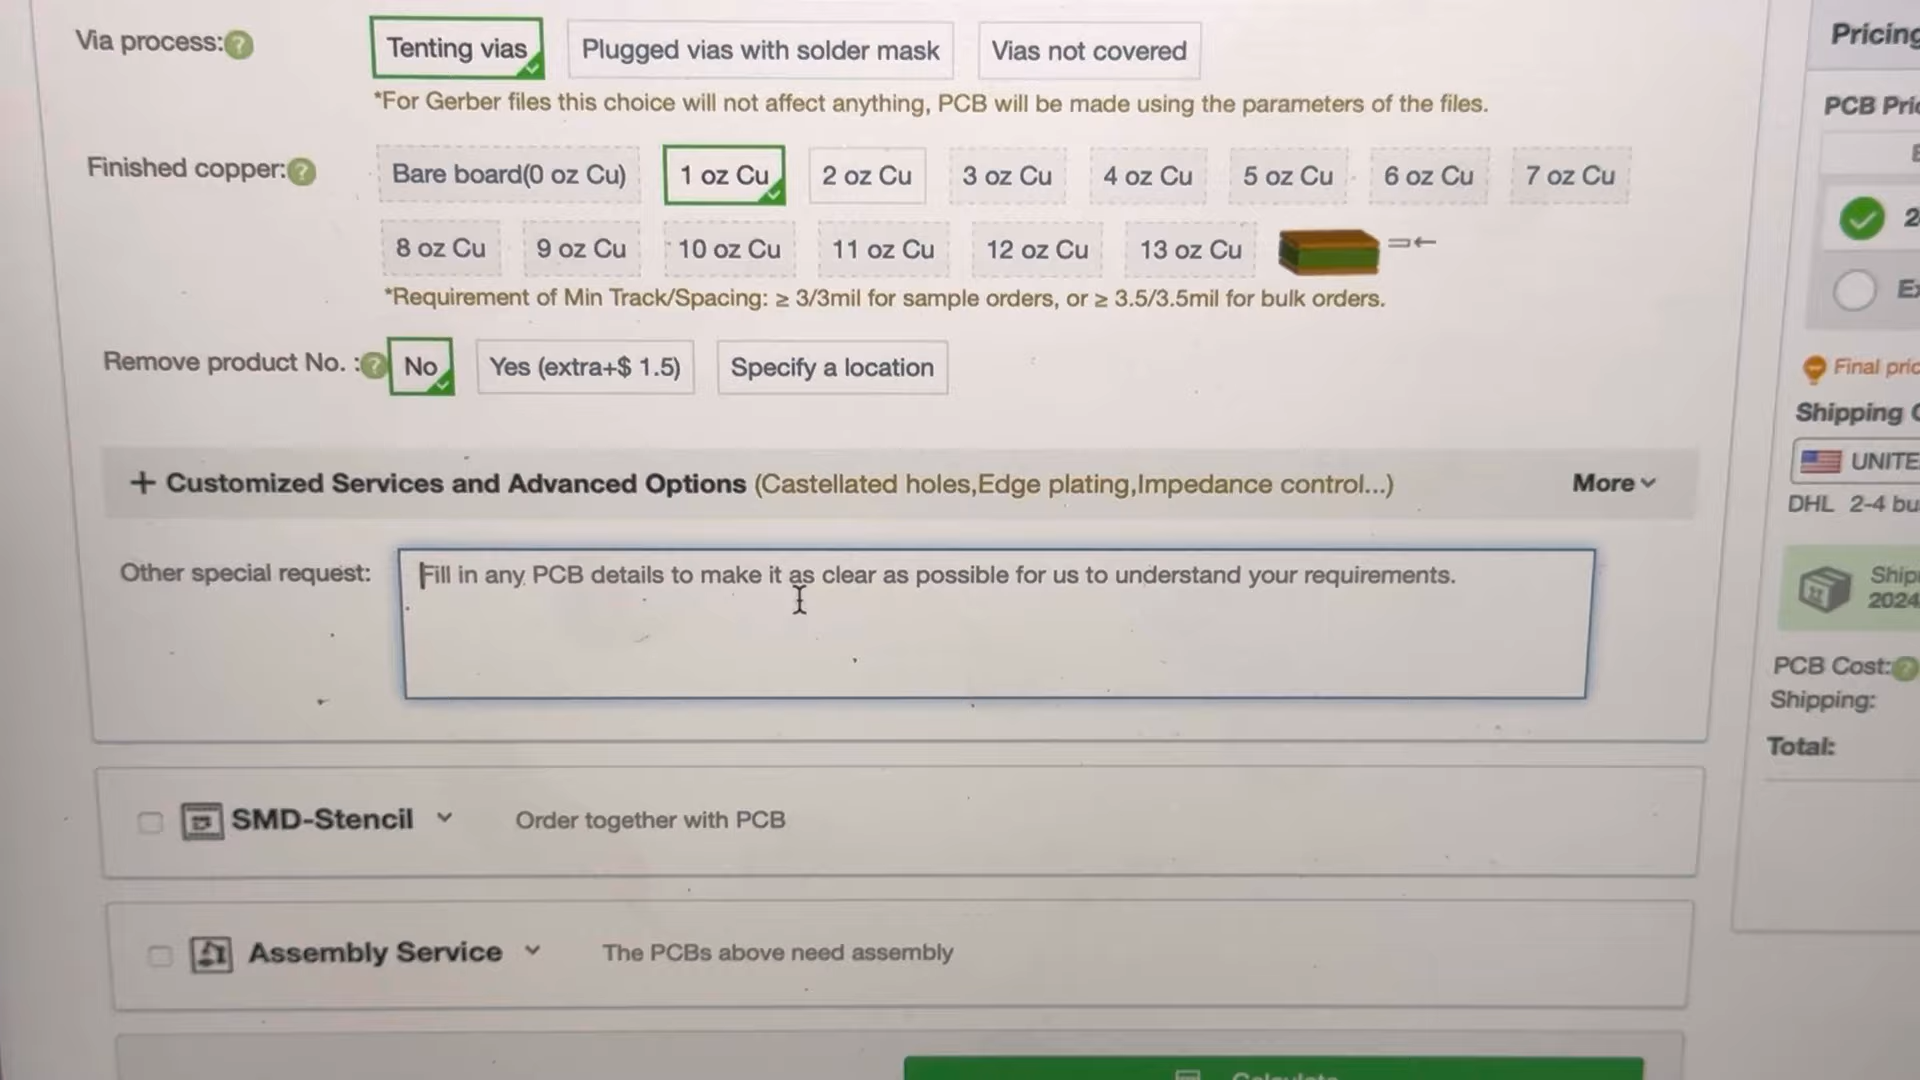 Via process:
Tenting vias
Plugged vias with solder mask
Vias not covered
*For Gerber files this choice will not affect anything, PCB will be made using the parameters of the files.
Finished copper:
Bare board(0 oz Cu)
1 oz Cu
2 oz Cu
3 oz Cu
4 oz Cu
5 oz Cu
6 oz Cu
7 oz Cu
8 oz Cu
9 oz Cu
10 oz Cu
11 oz Cu
12 oz Cu
13 oz Cu
*Requirement of Min Track/Spacing: ≥ 3/3mil for sample orders, or ≥ 3.5/3.5mil for bulk orders.
Remove product No. :
No
Yes (extra+$ 1.5)
Specify a location
+ Customized Services and Advanced Options (Castellated holes,Edge plating,Impedance control...)
More
Other special request:
Fill in any PCB details to make it as clear as possible for us to understand your requirements.
SMD-Stencil
Order together with PCB
Assembly Service
The PCBs above need assembly
Pricing
PCB
2
Final
Shipping
DHL 2-4
2024
PCB Cost:
Shipping:
Total: